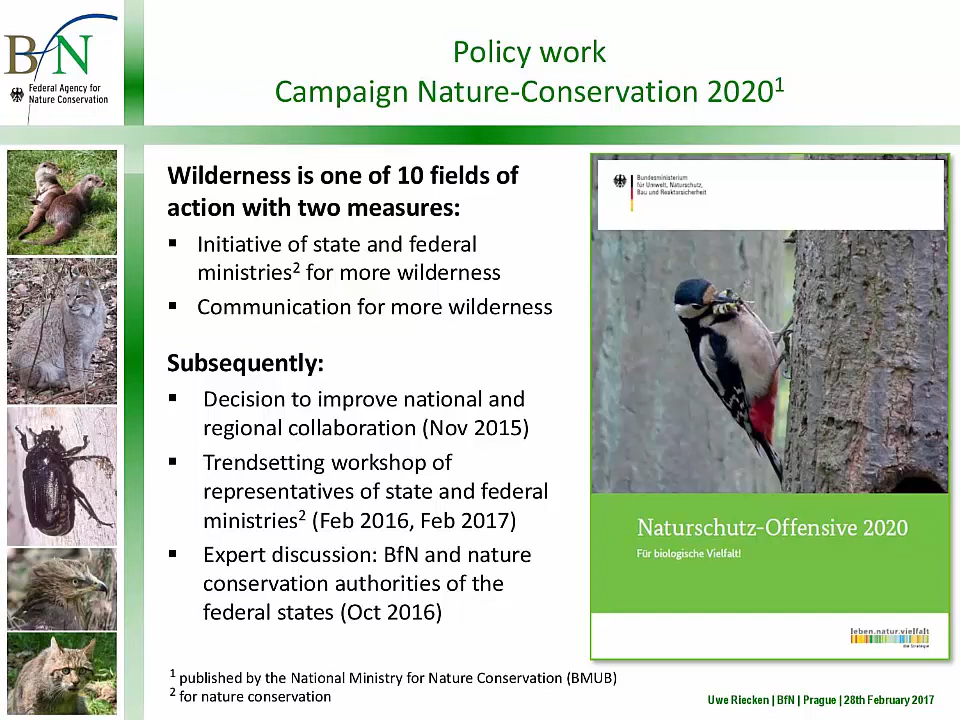 BfN
Federal Agency for
Nature Conservation
Policy work
Campaign Nature-Conservation 2020¹
Wilderness is one of 10 fields of
action with two measures:
▪ Initiative of state and federal
ministries² for more wilderness
▪ Communication for more wilderness
Subsequently:
▪ Decision to improve national and
regional collaboration (Nov 2015)
▪ Trendsetting workshop of
representatives of state and federal
ministries² (Feb 2016, Feb 2017)
▪ Expert discussion: BfN and nature
conservation authorities of the
federal states (Oct 2016)
Bundesministerium
für Umwelt, Naturschutz,
Bau und Reaktorsicherheit
Naturschutz-Offensive 2020
Für biologische Vielfalt!
leben.natur.vielfalt
die Strategie
¹ published by the National Ministry for Nature Conservation (BMUB)
² for nature conservation
Uwe Riecken | BfN | Prague | 28th February 2017